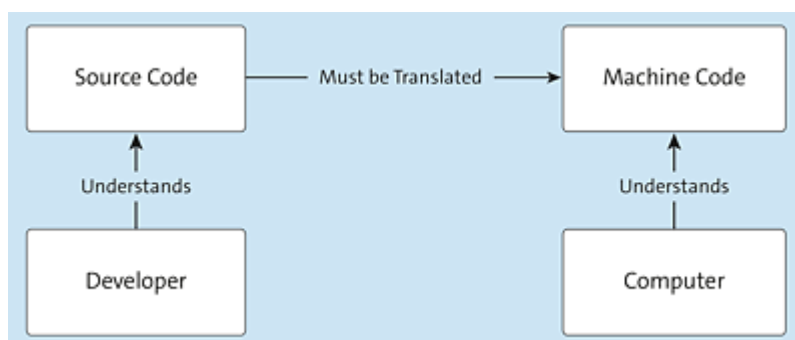 Source Code
Must be Translated
Machine Code
Understands
Understands
Developer
Computer